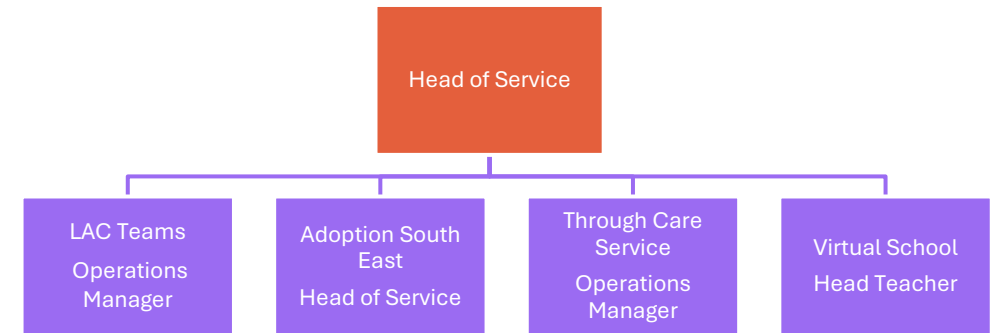 Head of Service
LAC Teams
Operations
Manager
Adoption South
East
Head of Service
Through Care
Service
Operations
Manager
Virtual School
Head Teacher